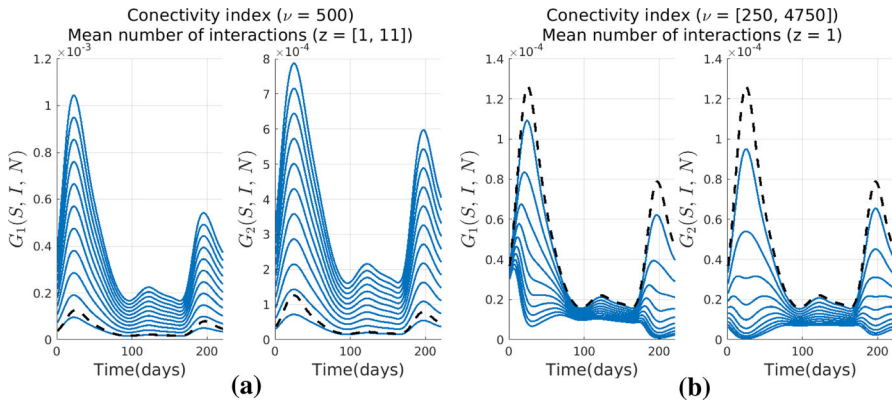 Conectivity index (ν = 500)
Mean number of interactions (z = [1, 11])
×10⁻³
1.2
1
0.8
0.6
0.4
0.2
0
G₁(S, I, N)
0 100 200
Time(days)
×10⁻⁴
8
7
6
5
4
3
2
1
0
G₂(S, I, N)
0 100 200
Time(days)
(a)
Conectivity index (ν = [250, 4750])
Mean number of interactions (z = 1)
×10⁻⁴
1.4
1.2
1
0.8
0.6
0.4
0.2
0
G₁(S, I, N)
0 100 200
Time(days)
×10⁻⁴
1.4
1.2
1
0.8
0.6
0.4
0.2
0
G₂(S, I, N)
0 100 200
Time(days)
(b)